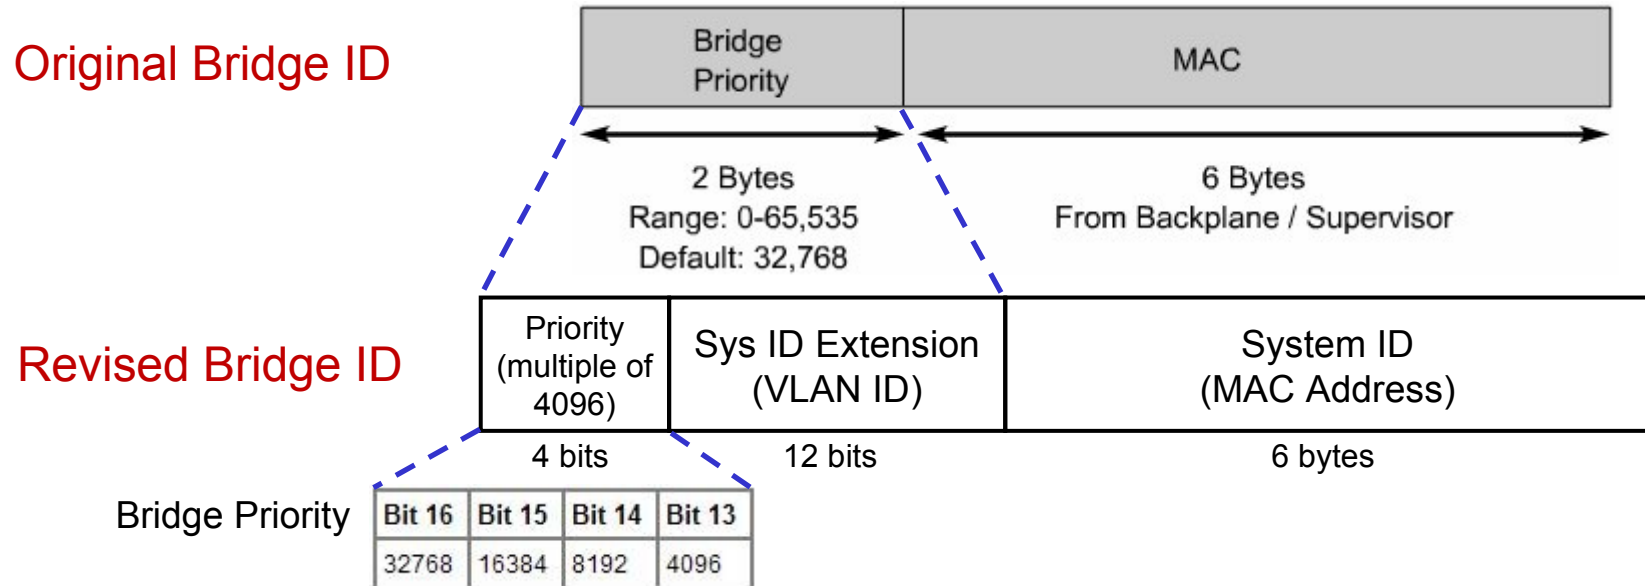 Original Bridge ID
Bridge
Priority
MAC
2 Bytes
Range: 0-65,535
Default: 32,768
6 Bytes
From Backplane / Supervisor
Revised Bridge ID
Priority
(multiple of
4096)
Sys ID Extension
(VLAN ID)
System ID
(MAC Address)
4 bits
12 bits
6 bytes
Bridge Priority
Bit 16 Bit 15 Bit 14 Bit 13
32768 16384 8192 4096